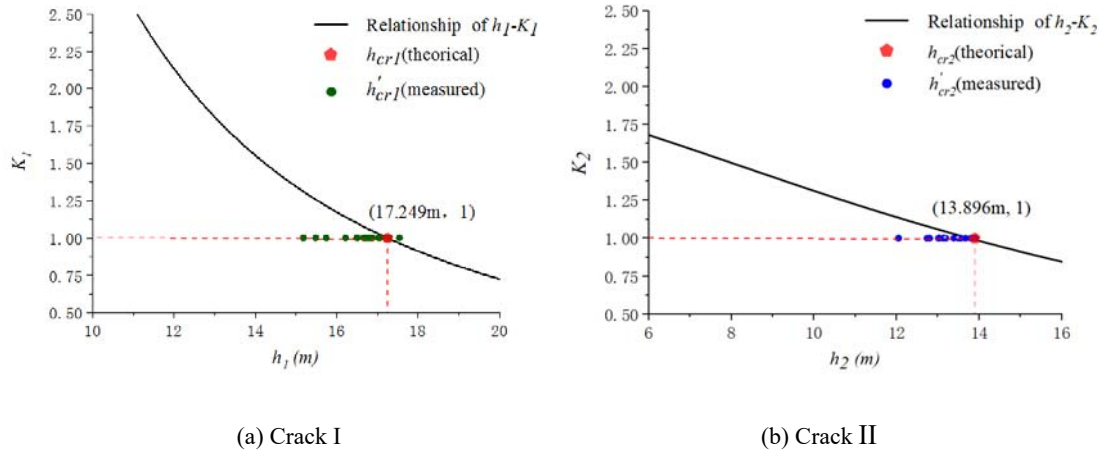 2.50
2.25
2.00
1.75
1.50
1.25
1.00
0.75
0.50
K1
Relationship of h1-K1
hcr1(theorical)
h'cr1(measured)
(17.249m, 1)
10 12 14 16 18 20
h1 (m)
(a) Crack I
2.50
2.25
2.00
1.75
1.50
1.25
1.00
0.75
0.50
K2
Relationship of h2-K2
hcr2(theorical)
h'cr2(measured)
(13.896m, 1)
6 8 10 12 14 16
h2 (m)
(b) Crack II